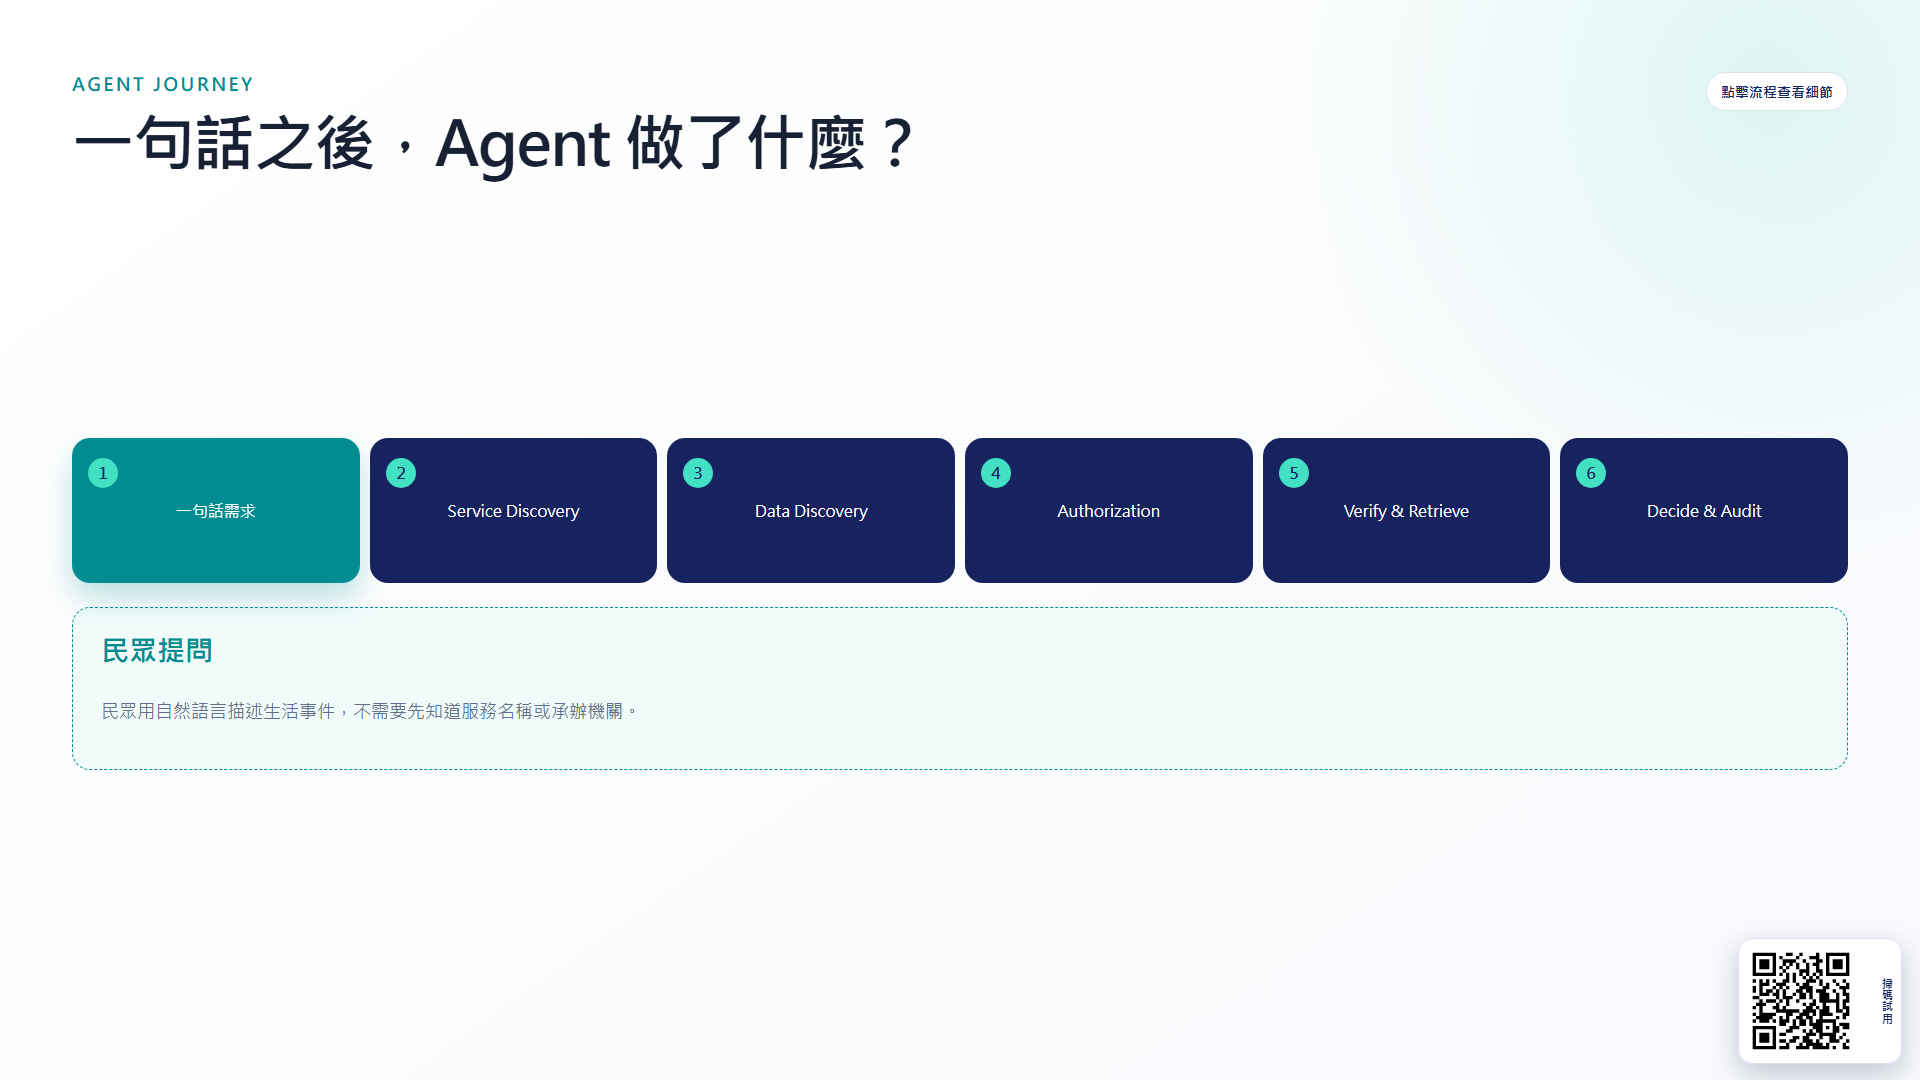 AGENT JOURNEY
一句話之後，Agent 做了什麼？
點擊流程查看細節
1
一句話需求
2
Service Discovery
3
Data Discovery
4
Authorization
5
Verify & Retrieve
6
Decide & Audit
民眾提問
民眾用自然語言描述生活事件，不需要先知道服務名稱或承辦機關。
掃碼試用